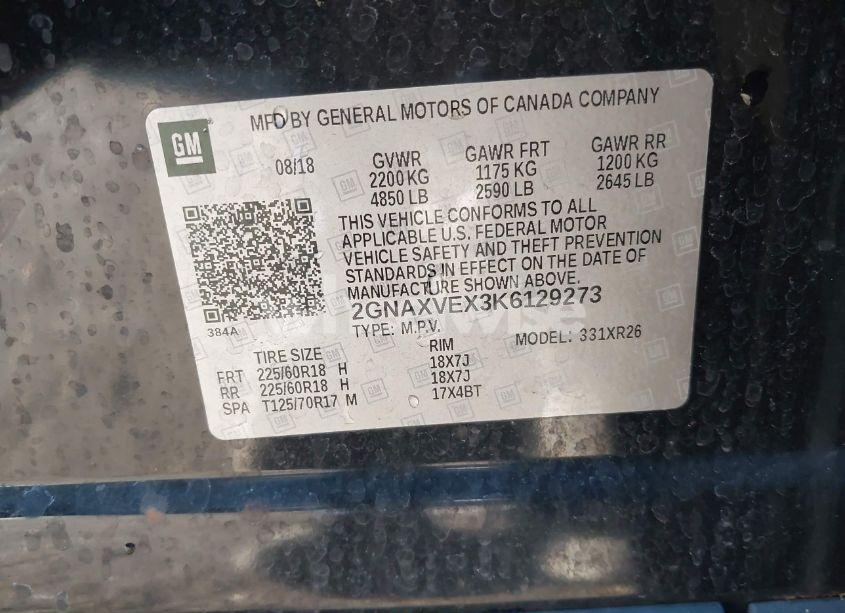 GM
MFD BY GENERAL MOTORS OF CANADA COMPANY
08/18
GVWR
2200 KG
4850 LB
GAWR FRT
1175 KG
2590 LB
GAWR RR
1200 KG
2645 LB
THIS VEHICLE CONFORMS TO ALL
APPLICABLE U.S. FEDERAL MOTOR
VEHICLE SAFETY AND THEFT PREVENTION
STANDARDS IN EFFECT ON THE DATE OF
MANUFACTURE SHOWN ABOVE.
2GNAXVEX3K6129273
384A
TYPE: M.P.V.
MODEL: 331XR26
TIRE SIZE RIM
FRT 225/60R18 H 18X7J
RR 225/60R18 H 18X7J
SPA T125/70R17 M 17X4BT